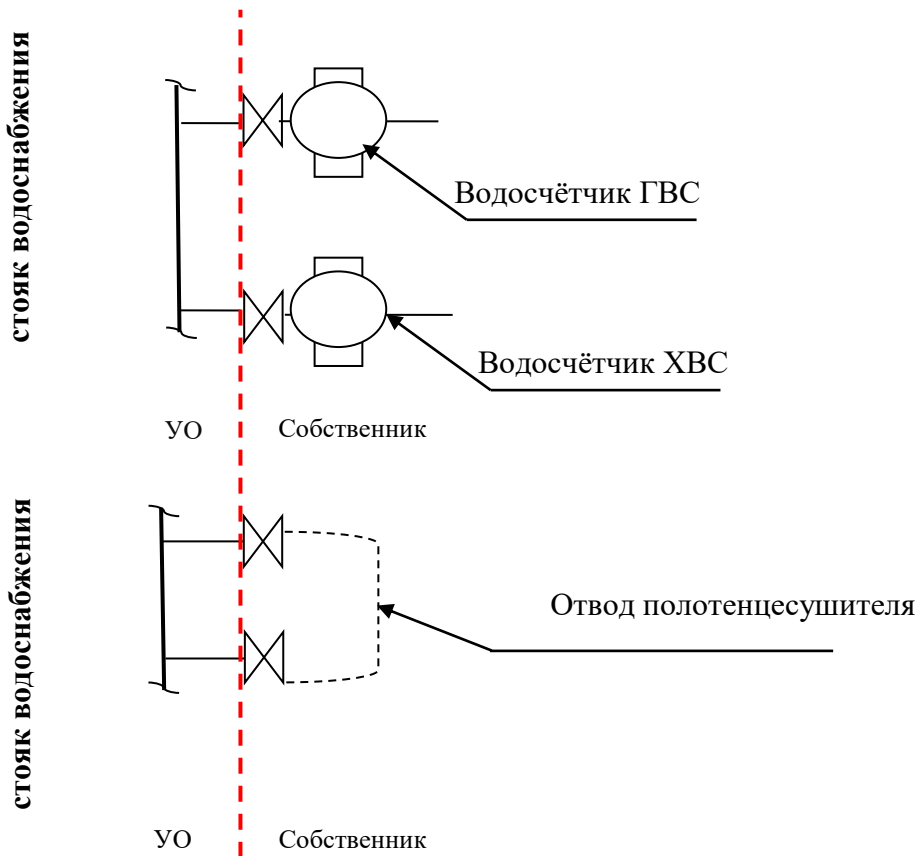 стояк водоснабжения
Водосчётчик ГВС
Водосчётчик ХВС
УО
Собственник
стояк водоснабжения
Отвод полотенцесушителя
УО
Собственник